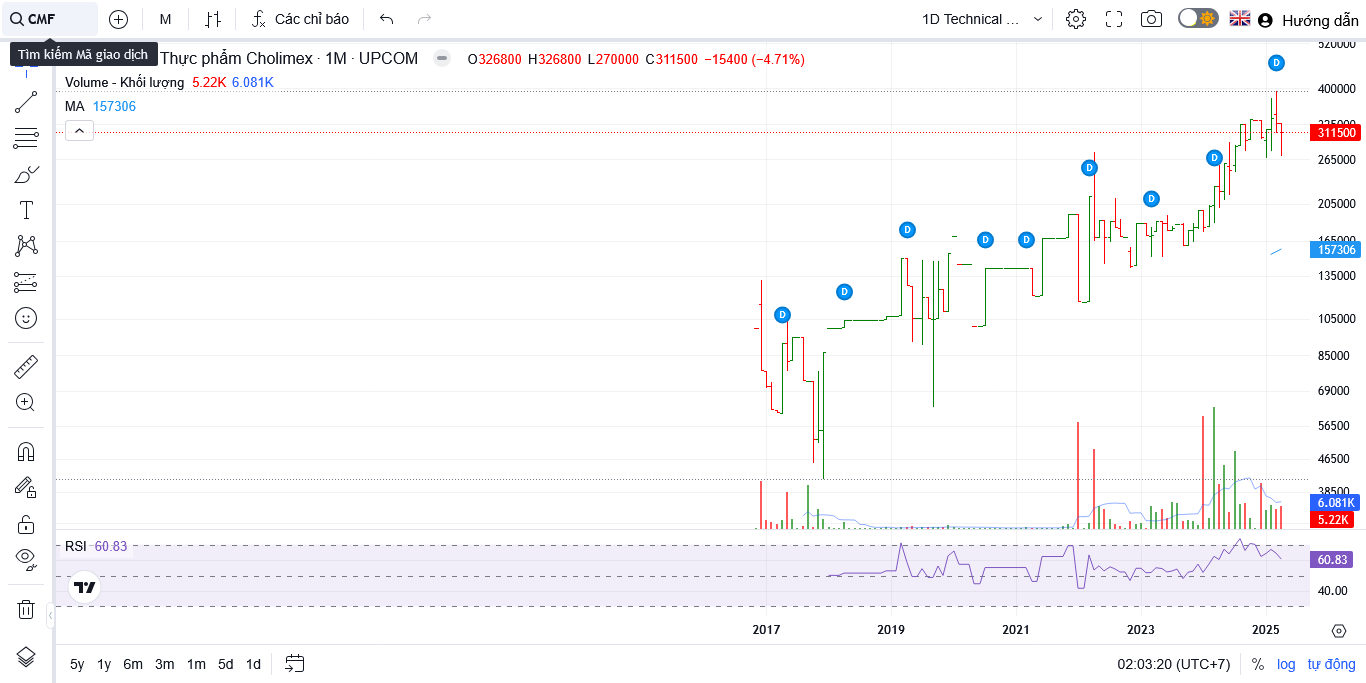 CMF
M
Các chỉ báo
1D Technical ...
Hướng dẫn
Tìm kiếm Mã giao dịch
Thực phẩm Cholimex · 1M · UPCOM
O326800 H326800 L270000 C311500 −15400 (−4.71%)
Volume - Khối lượng 5.22K 6.081K
MA 157306
520000
400000
325000
311500
265000
205000
165000
157306
135000
105000
85000
69000
56500
46500
38500
6.081K
5.22K
D
D
D
D
D
D
D
D
D
RSI 60.83
60.83
40.00
2017 2019 2021 2023 2025
5y 1y 6m 3m 1m 5d 1d
02:03:20 (UTC+7) % log tự động